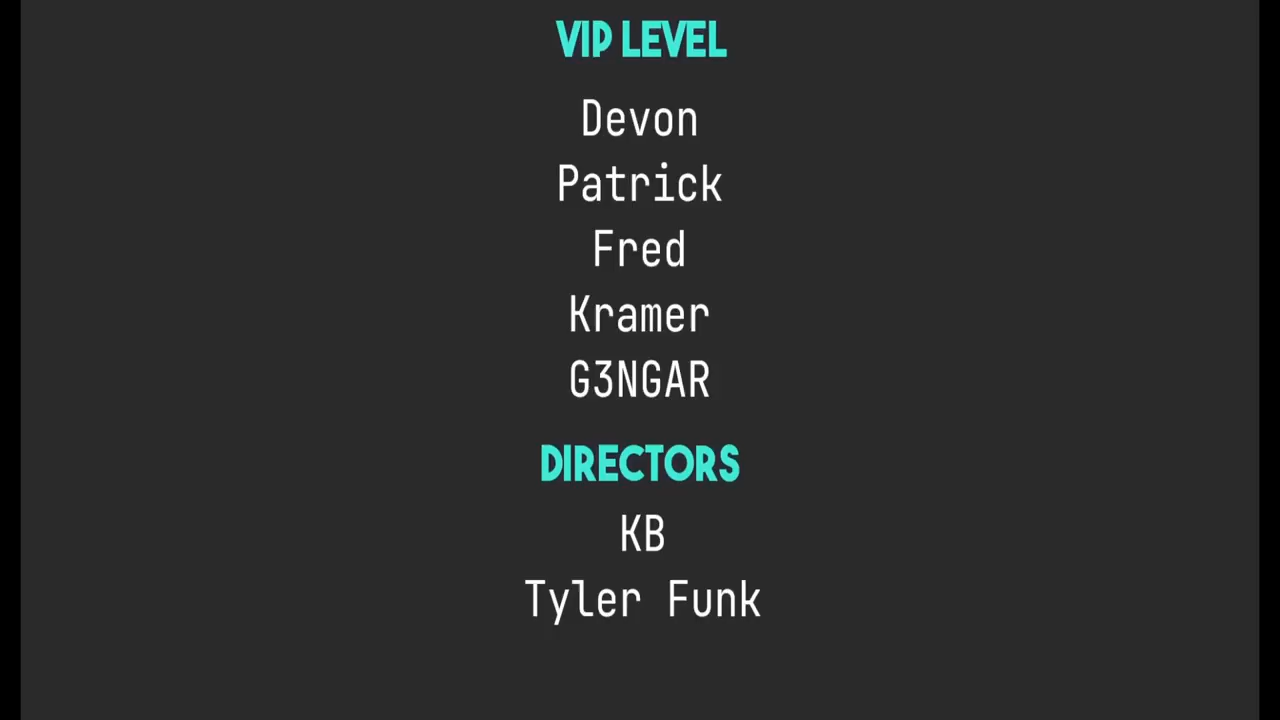 VIP LEVEL
Devon
Patrick
Fred
Kramer
G3NGAR
DIRECTORS
KB
Tyler Funk